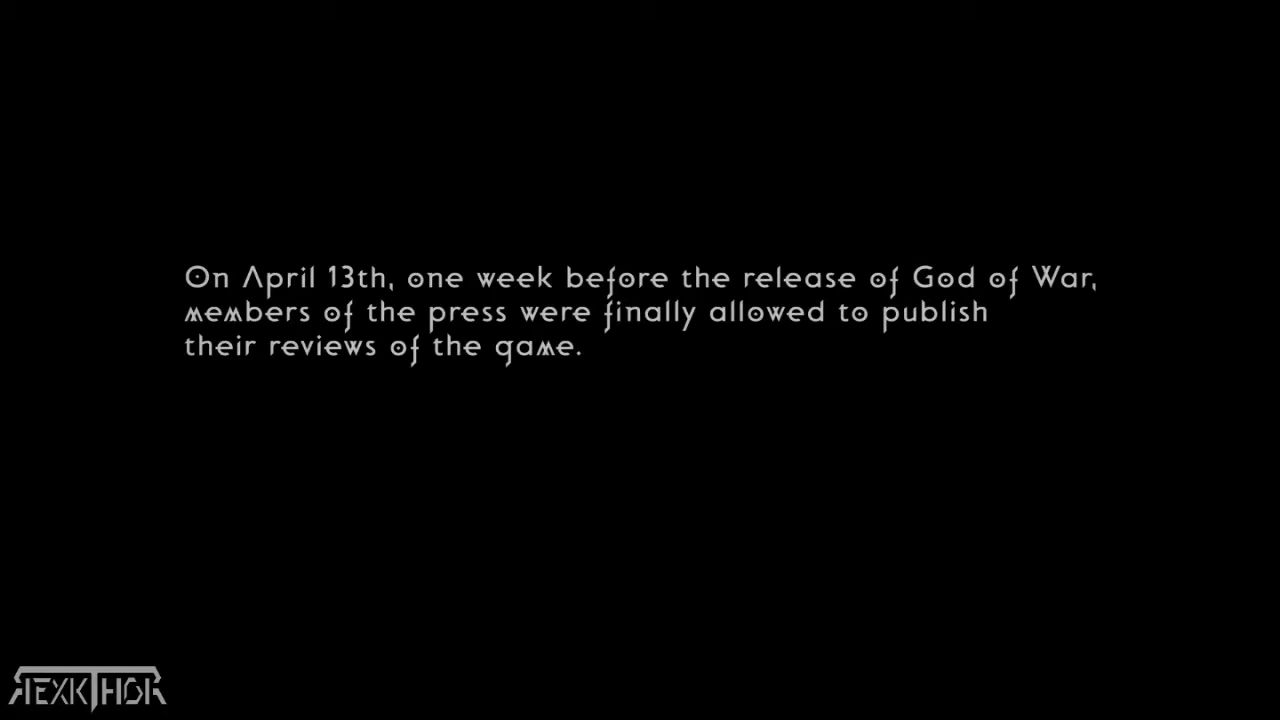 On April 13th, one week before the release of God of War,
members of the press were finally allowed to publish
their reviews of the game.
TEXKTHOR